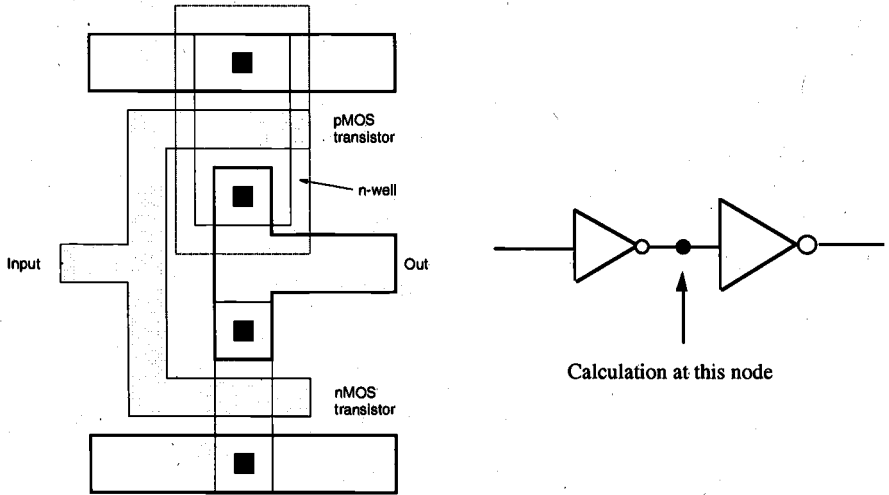 pMOS
transistor
n-well
Input
Out
nMOS
transistor
Calculation at this node